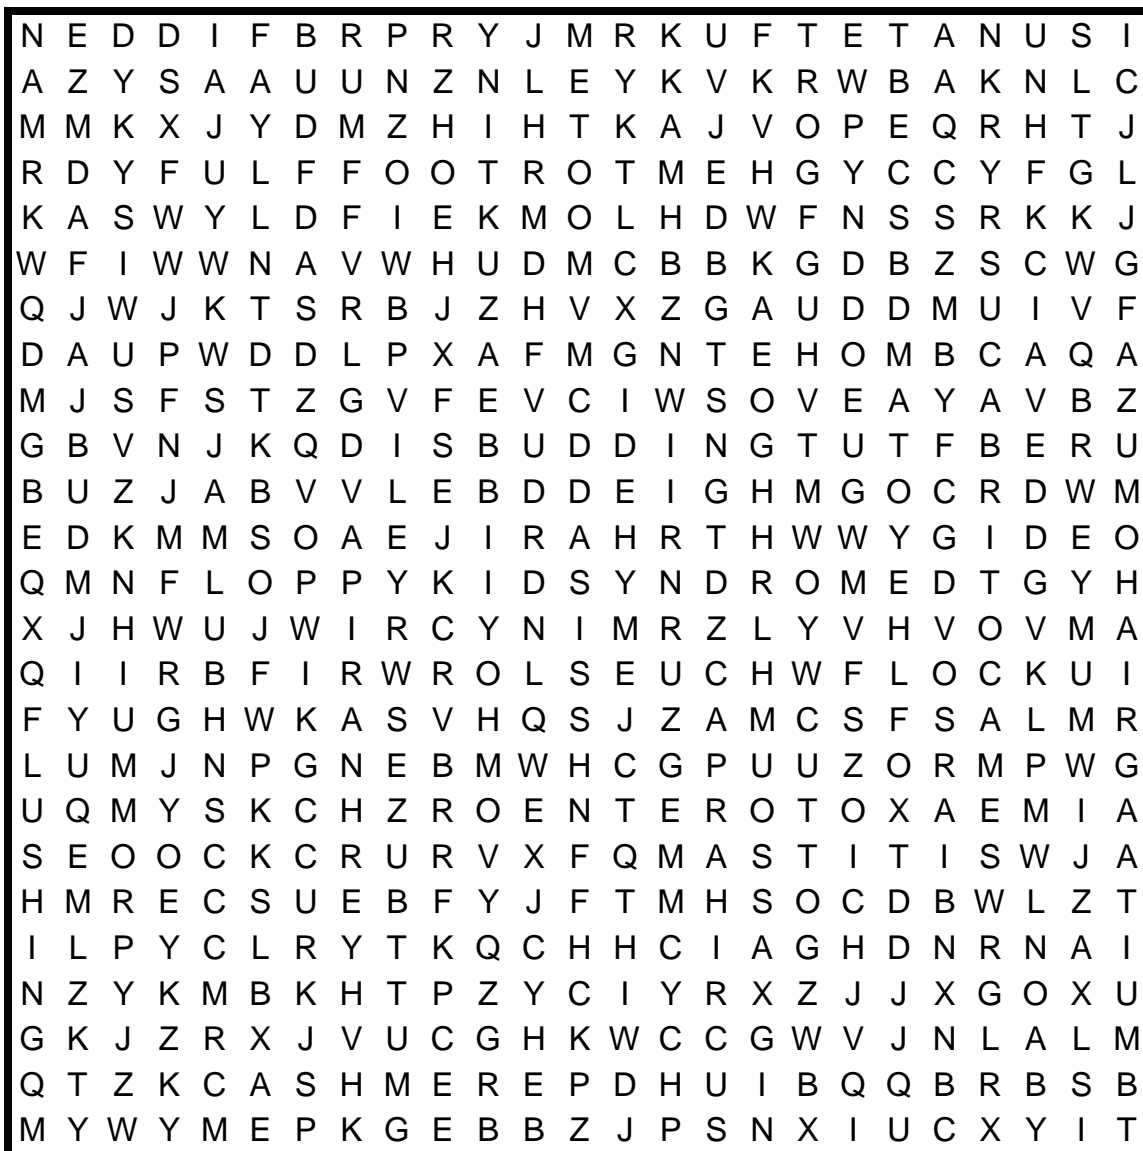 N E D D I F B R P R Y J M R K U F T E T A N U S I
A Z Y S A A U U N Z N L E Y K V K R W B A K N L C
M M K X J Y D M Z H I H T K A J V O P E Q R H T J
R D Y F U L F F O O T R O T M E H G Y C C Y F G L
K A S W Y L D F I E K M O L H D W F N S S R K K J
W F I W W N A V W H U D M C B B K G D B Z S C W G
Q J W J K T S R B J Z H V X Z G A U D D M U I V F
D A U P W D D L P X A F M G N T E H O M B C A Q A
M J S F S T Z G V F E V C I W S O V E A Y A V B Z
G B V N J K Q D I S B U D D I N G T U T F B E R U
B U Z J A B V V L E B D D E I G H M G O C R D W M
E D K M M S O A E J I R A H R T H W W Y G I D E O
Q M N F L O P P Y K I D S Y N D R O M E D T G Y H
X J H W U J W I R C Y N I M R Z L Y V H V O V M A
Q I I R B F I R W R O L S E U C H W F L O C K U I
F Y U G H W K A S V H Q S J Z A M C S F S A L M R
L U M J N P G N E B M W H C G P U U Z O R M P W G
U Q M Y S K C H Z R O E N T E R O T O X A E M I A
S E O O C K C R U R V X F Q M A S T I T I S W J A
H M R E C S U E B F Y J F T M H S O C D B W L Z T
I L P Y C L R Y T K Q C H H C I A G H D N R N A I
N Z Y K M B K H T P Z Y C I Y R X Z J J X G O X U
G K J Z R X J V U C G H K W C C G W V J N L A L M
Q T Z K C A S H M E R E P D H U I B Q Q B R B S B
M Y W Y M E P K G E B B Z J P S N X I U C X Y I T